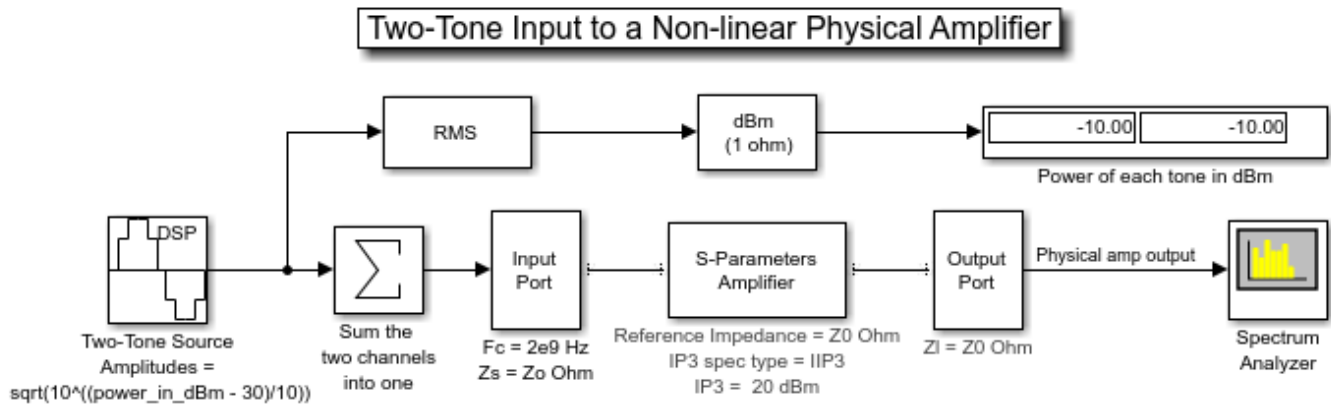 Two-Tone Input to a Non-linear Physical Amplifier
RMS
dBm
(1 ohm)
-10.00
-10.00
Power of each tone in dBm
DSP
Two-Tone Source
Amplitudes =
sqrt(10^((power_in_dBm - 30)/10))
Sum the
two channels
into one
Input
Port
Fc = 2e9 Hz
Zs = Zo Ohm
S-Parameters
Amplifier
Reference Impedance = Z0 Ohm
IP3 spec type = IIP3
IP3 = 20 dBm
Output
Port
Zl = Z0 Ohm
Physical amp output
Spectrum
Analyzer